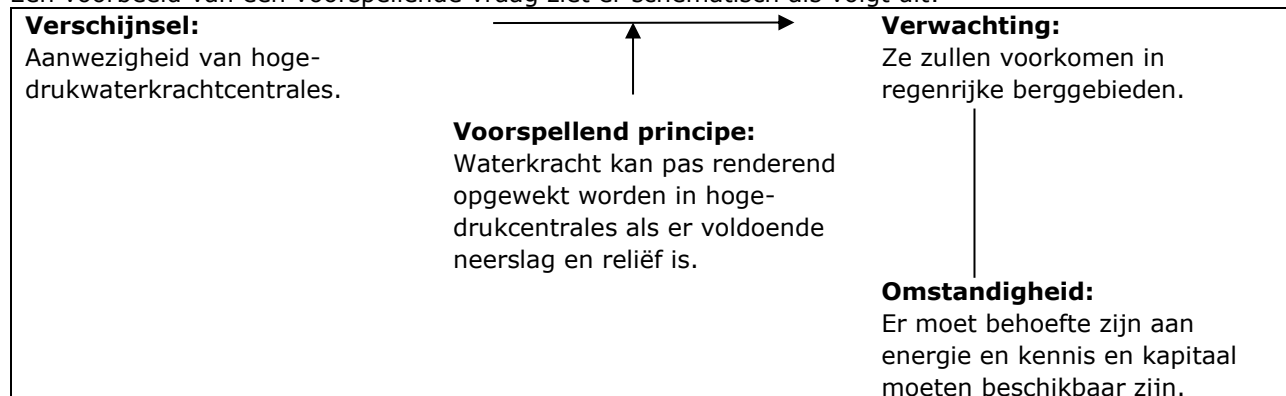 Een voorbeeld van een voorspellende vraag ziet er schematisch als volgt uit:
Verschijnsel:
Aanwezigheid van hoge-
drukwaterkrachtcentrales.
Voorspellend principe:
Waterkracht kan pas renderend
opgewekt worden in hoge-
drukcentrales als er voldoende
neerslag en reliëf is.
Verwachting:
Ze zullen voorkomen in
regenrijke berggebieden.
Omstandigheid:
Er moet behoefte zijn aan
energie en kennis en kapitaal
moeten beschikbaar zijn.